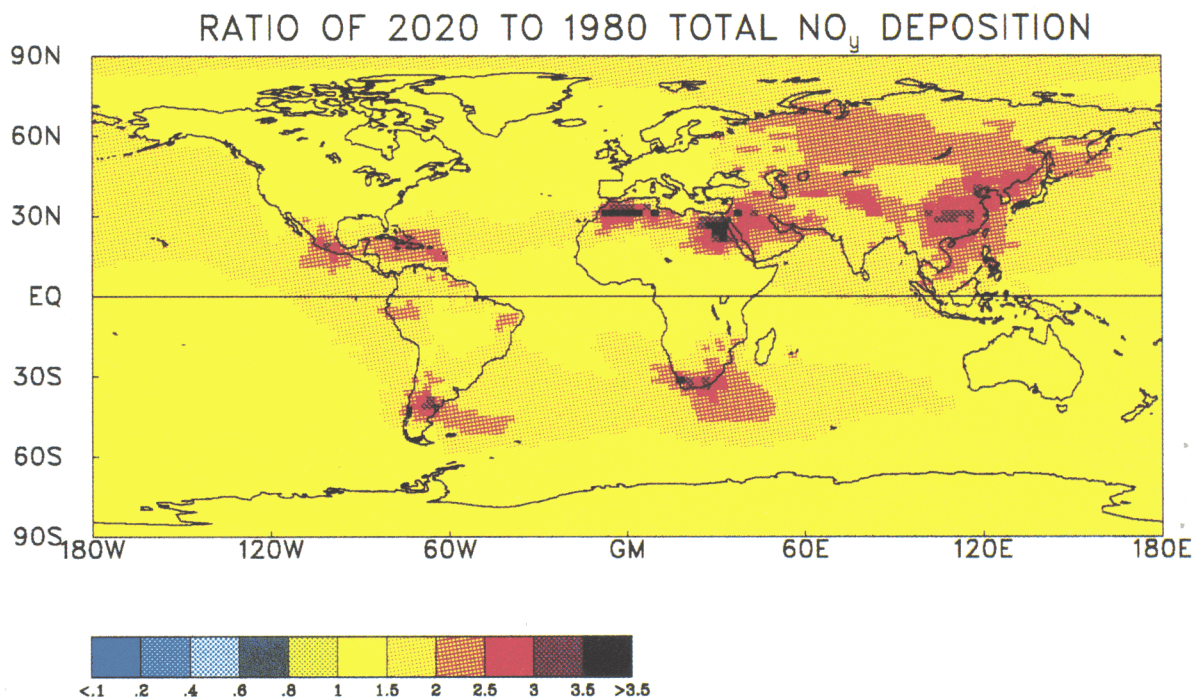 RATIO OF 2020 TO 1980 TOTAL NOy DEPOSITION
90N
60N
30N
EQ
30S
60S
90S
180W 120W 60W GM 60E 120E 180E
<.1 .2 .4 .6 .8 1 1.5 2 2.5 3 3.5 >3.5